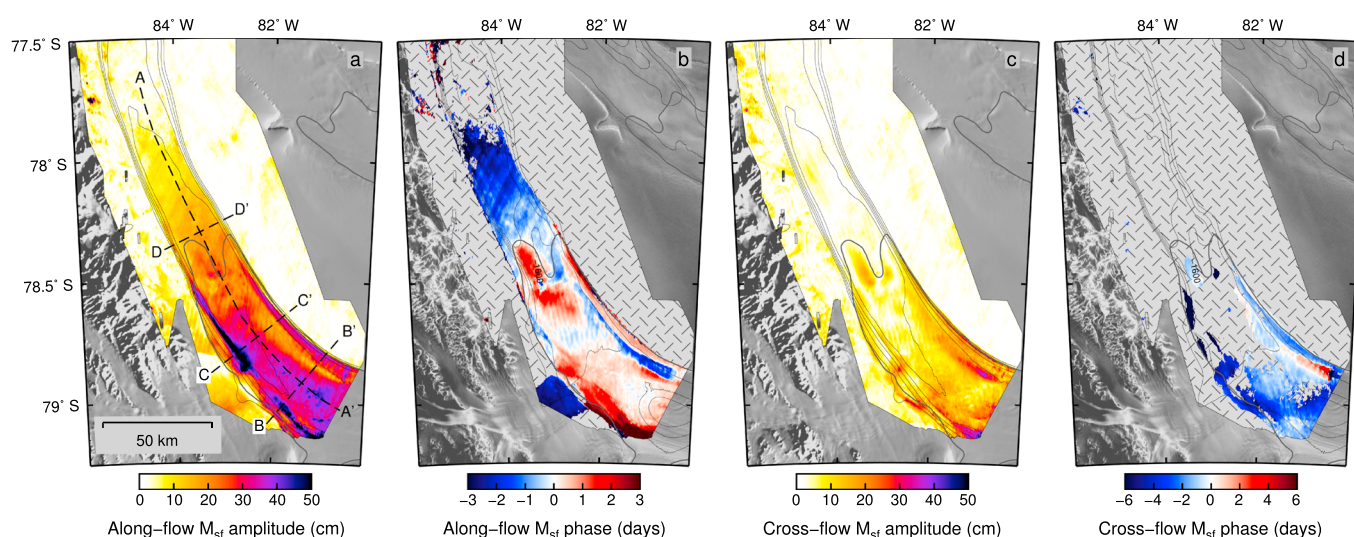 84° W 82° W 84° W 82° W 84° W 82° W 84° W 82° W
77.5° S
78° S
78.5° S
79° S
a b c d
A
D'
D
C'
B'
C
A'
B
1600
1600
50 km
0 10 20 30 40 50
−3 −2 −1 0 1 2 3
0 10 20 30 40 50
−6 −4 −2 0 2 4 6
Along−flow Msf amplitude (cm)
Along−flow Msf phase (days)
Cross−flow Msf amplitude (cm)
Cross−flow Msf phase (days)